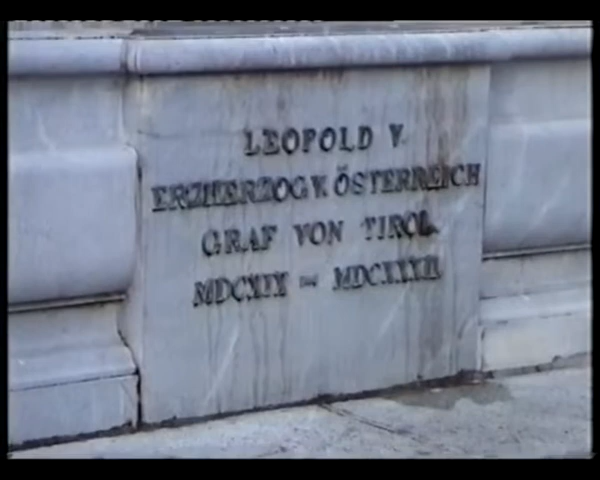 LEOPOLD V.
ERZHERZOG V. ÖSTERREICH
GRAF VON TIROL
MDCXIX – MDCXXXII